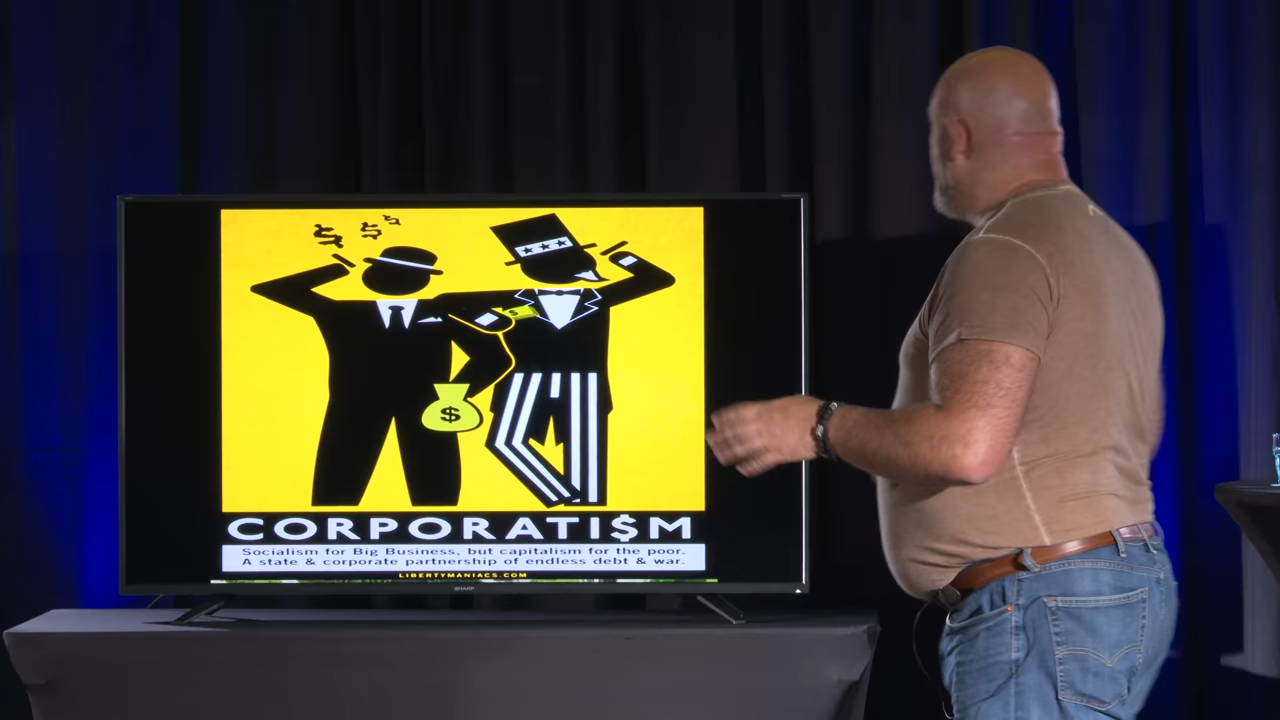 $ $ $
$
$
CORPORATI$M
Socialism for Big Business, but capitalism for the poor.
A state & corporate partnership of endless debt & war.
LIBERTYMANIACS.COM
SHARP